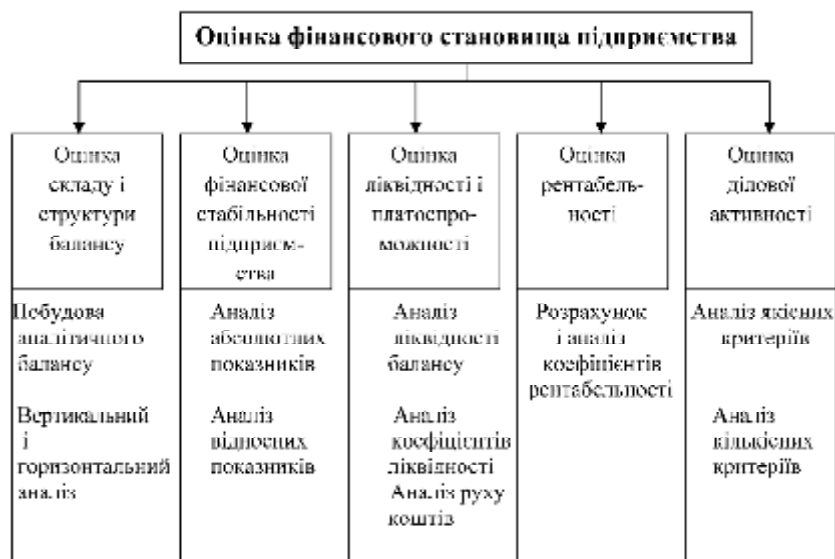 Оцінка фінансового становища підприємства
Оцінка
складу і
структури
балансу
Оцінка
фінансової
стабільності
підприєм-
ства
Оцінка
ліквідності і
платоспро-
можності
Оцінка
рентабель-
ності
Оцінка
ділової
активності
Побудова
аналітичного
балансу
Вертикальний
і
горизонтальний
аналіз
Аналіз
абсолютних
показників
Аналіз
відносних
показників
Аналіз
ліквідності
балансу
Аналіз
коефіцієнтів
ліквідності
Аналіз руху
коштів
Розрахунок
і аналіз
коефіцієнтів
рентабельності
Аналіз якісних
критеріїв
Аналіз
кількісних
критеріїв